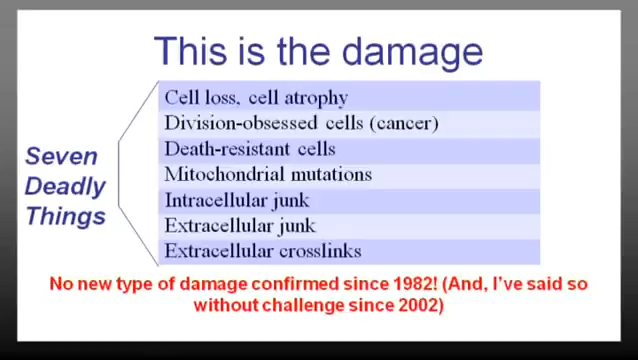 This is the damage
Seven
Deadly
Things
Cell loss, cell atrophy
Division-obsessed cells (cancer)
Death-resistant cells
Mitochondrial mutations
Intracellular junk
Extracellular junk
Extracellular crosslinks
No new type of damage confirmed since 1982! (And, I've said so
without challenge since 2002)